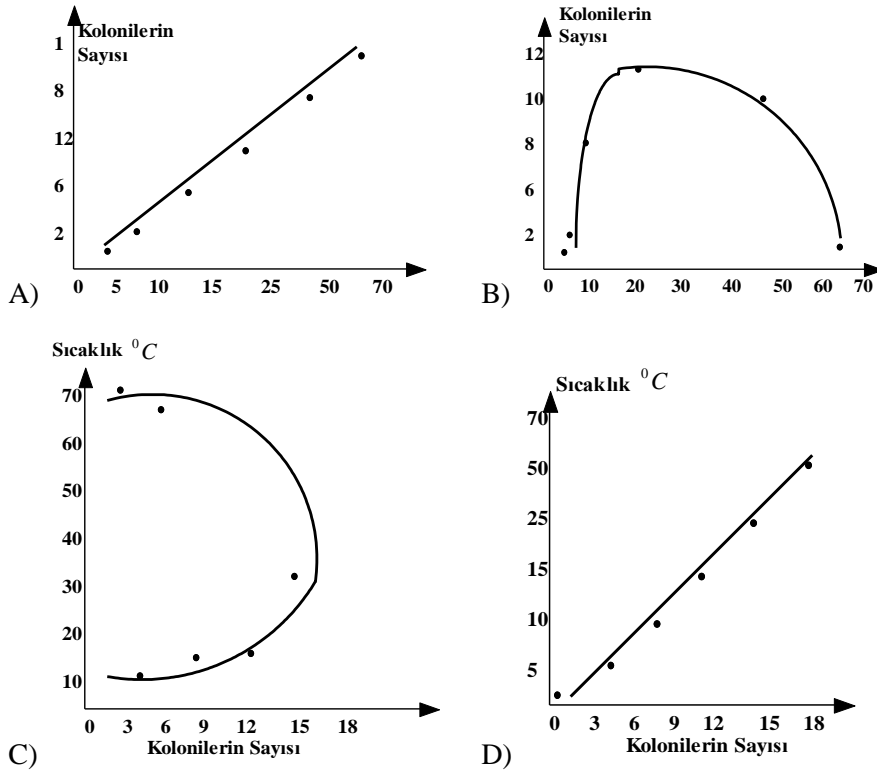 Kolonilerin
Sayısı
1
8
12
6
2
0 5 10 15 25 50 70
A)
Kolonilerin
Sayısı
12
10
8
6
2
0 10 20 30 40 50 60 70
B)
Sıcaklık ⁰C
70
60
50
40
30
20
10
0 3 6 9 12 15 18
Kolonilerin Sayısı
C)
Sıcaklık ⁰C
70
50
25
15
10
5
0 3 6 9 12 15 18
Kolonilerin Sayısı
D)